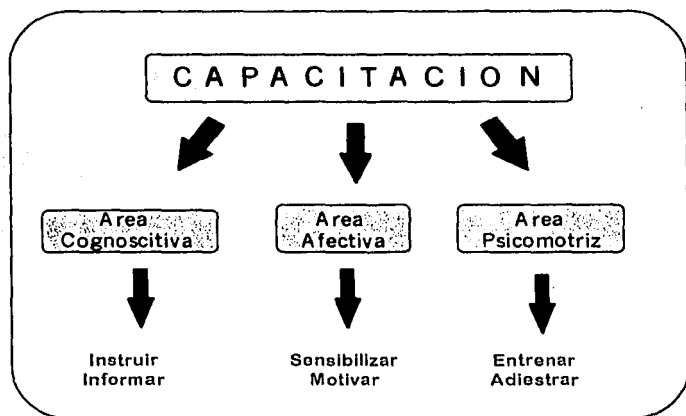 CAPACITACION
Area
Cognoscitiva
Area
Afectiva
Area
Psicomotriz
Instruir
Informar
Sensibilizar
Motivar
Entrenar
Adiestrar